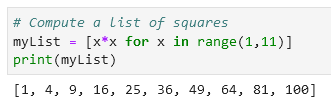 # Compute a list of squares
myList = [x*x for x in range(1,11)]
print(myList)
[1, 4, 9, 16, 25, 36, 49, 64, 81, 100]